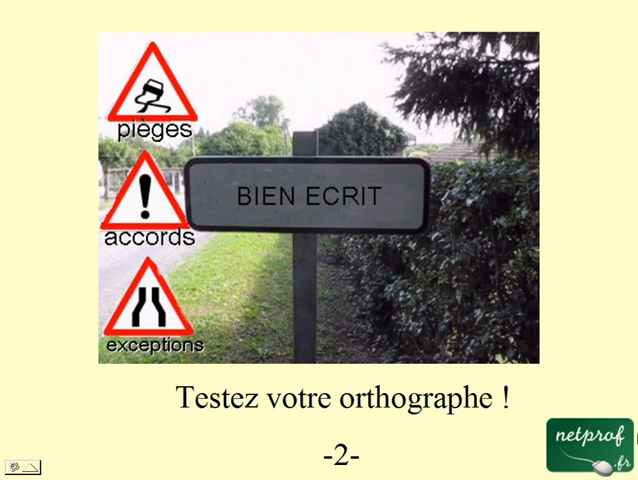 pièges
BIEN ECRIT
accords
exceptions
Testez votre orthographe !
-2-
netprof
.fr